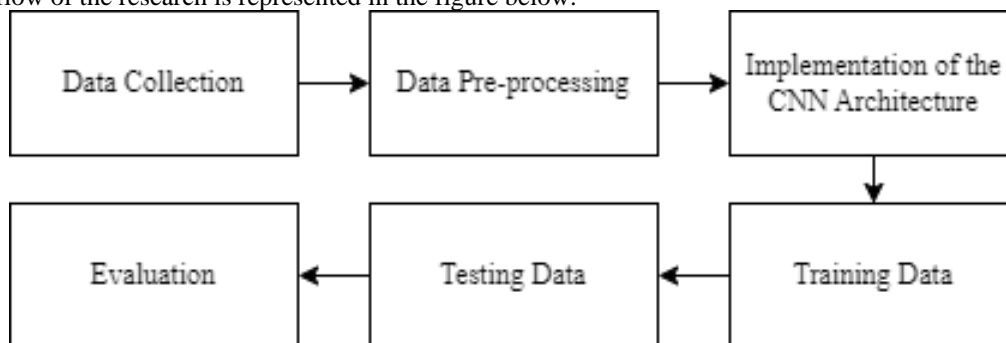 flow of the research is represented in the figure below.
Data Collection
Data Pre-processing
Implementation of the
CNN Architecture
Training Data
Testing Data
Evaluation